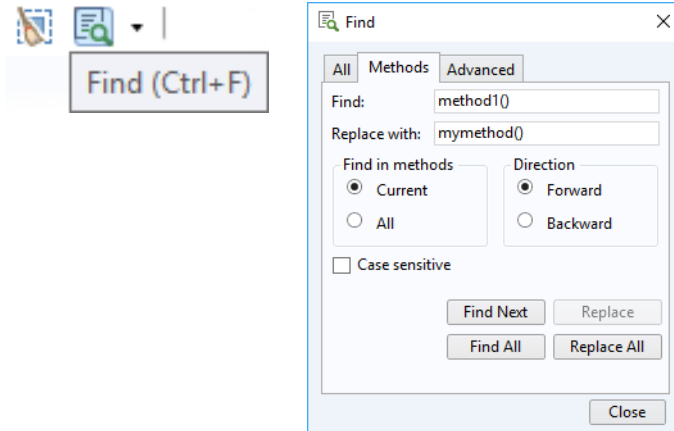 Find (Ctrl+F)
Find
All Methods Advanced
Find: method1()
Replace with: mymethod()
Find in methods Direction
Current Forward
All Backward
Case sensitive
Find Next Replace
Find All Replace All
Close